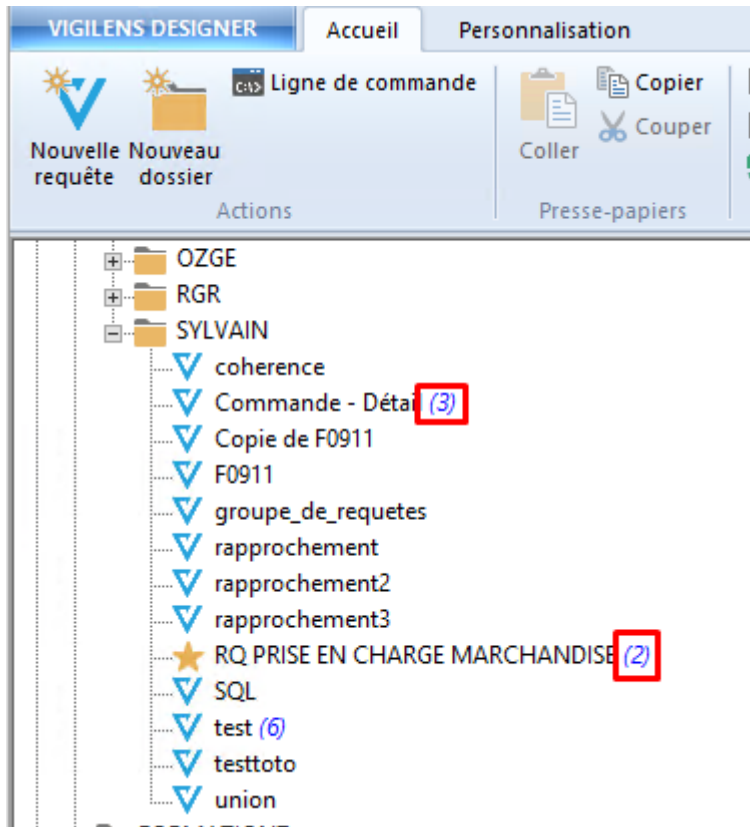 VIGILENS DESIGNER Accueil Personnalisation
Nouvelle requête
Nouveau dossier
Ligne de commande
Actions
Coller
Copier
Couper
Presse-papiers
OZGE
RGR
SYLVAIN
coherence
Commande - Détail (3)
Copie de F0911
F0911
groupe_de_requetes
rapprochement
rapprochement2
rapprochement3
RQ PRISE EN CHARGE MARCHANDISE (2)
SQL
test (6)
testtoto
union